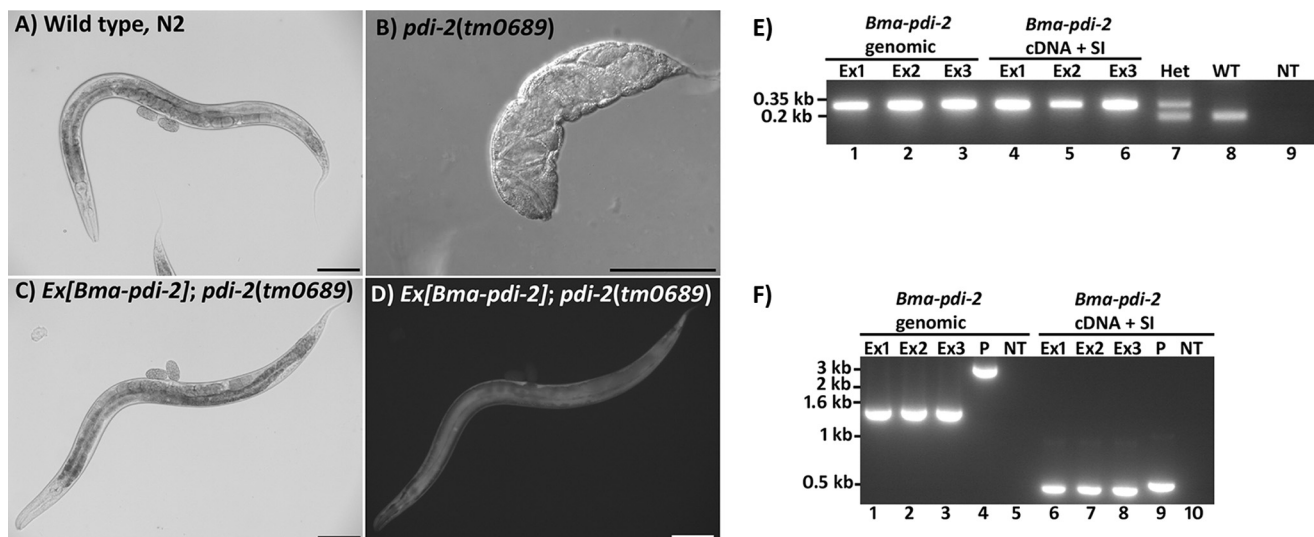 A) Wild type, N2
B) pdi-2(tm0689)
C) Ex[Bma-pdi-2]; pdi-2(tm0689)
D) Ex[Bma-pdi-2]; pdi-2(tm0689)
E)
Bma-pdi-2 Bma-pdi-2
genomic cDNA + SI
Ex1 Ex2 Ex3 Ex1 Ex2 Ex3 Het WT NT
0.35 kb
0.2 kb
1 2 3 4 5 6 7 8 9
F)
Bma-pdi-2 Bma-pdi-2
genomic cDNA + SI
Ex1 Ex2 Ex3 P NT Ex1 Ex2 Ex3 P NT
3 kb
2 kb
1.6 kb
1 kb
0.5 kb
1 2 3 4 5 6 7 8 9 10